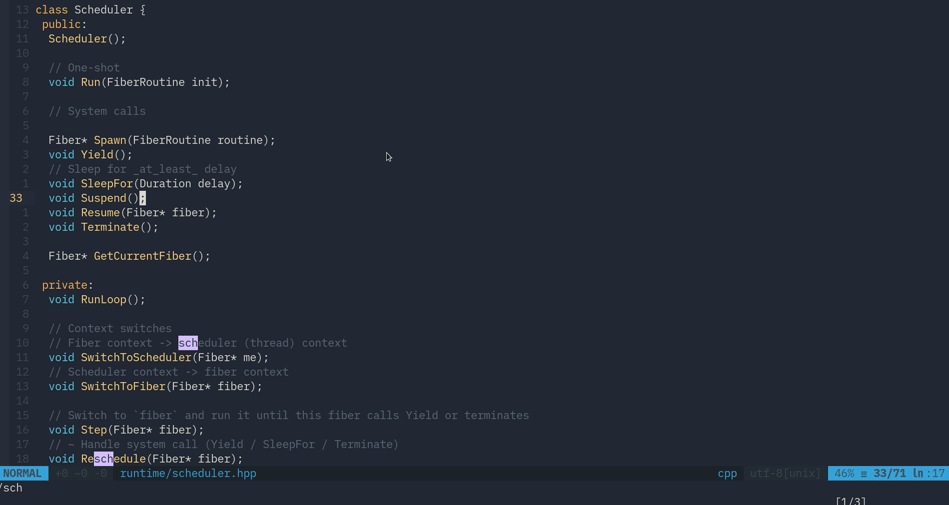 13 class Scheduler {
12 public:
11 Scheduler();
10
9 // One-shot
8 void Run(FiberRoutine init);
7
6 // System calls
5
4 Fiber* Spawn(FiberRoutine routine);
3 void Yield();
2 // Sleep for _at_least_ delay
1 void SleepFor(Duration delay);
33 void Suspend();
1 void Resume(Fiber* fiber);
2 void Terminate();
3
4 Fiber* GetCurrentFiber();
5
6 private:
7 void RunLoop();
8
9 // Context switches
10 // Fiber context -> scheduler (thread) context
11 void SwitchToScheduler(Fiber* me);
12 // Scheduler context -> fiber context
13 void SwitchToFiber(Fiber* fiber);
14
15 // Switch to `fiber` and run it until this fiber calls Yield or terminates
16 void Step(Fiber* fiber);
17 // ~ Handle system call (Yield / SleepFor / Terminate)
18 void Reschedule(Fiber* fiber);
NORMAL +0 ~0 -0 runtime/scheduler.hpp cpp utf-8[unix] 46% ≡ 33/71 ln :17
/sch
[1/3]